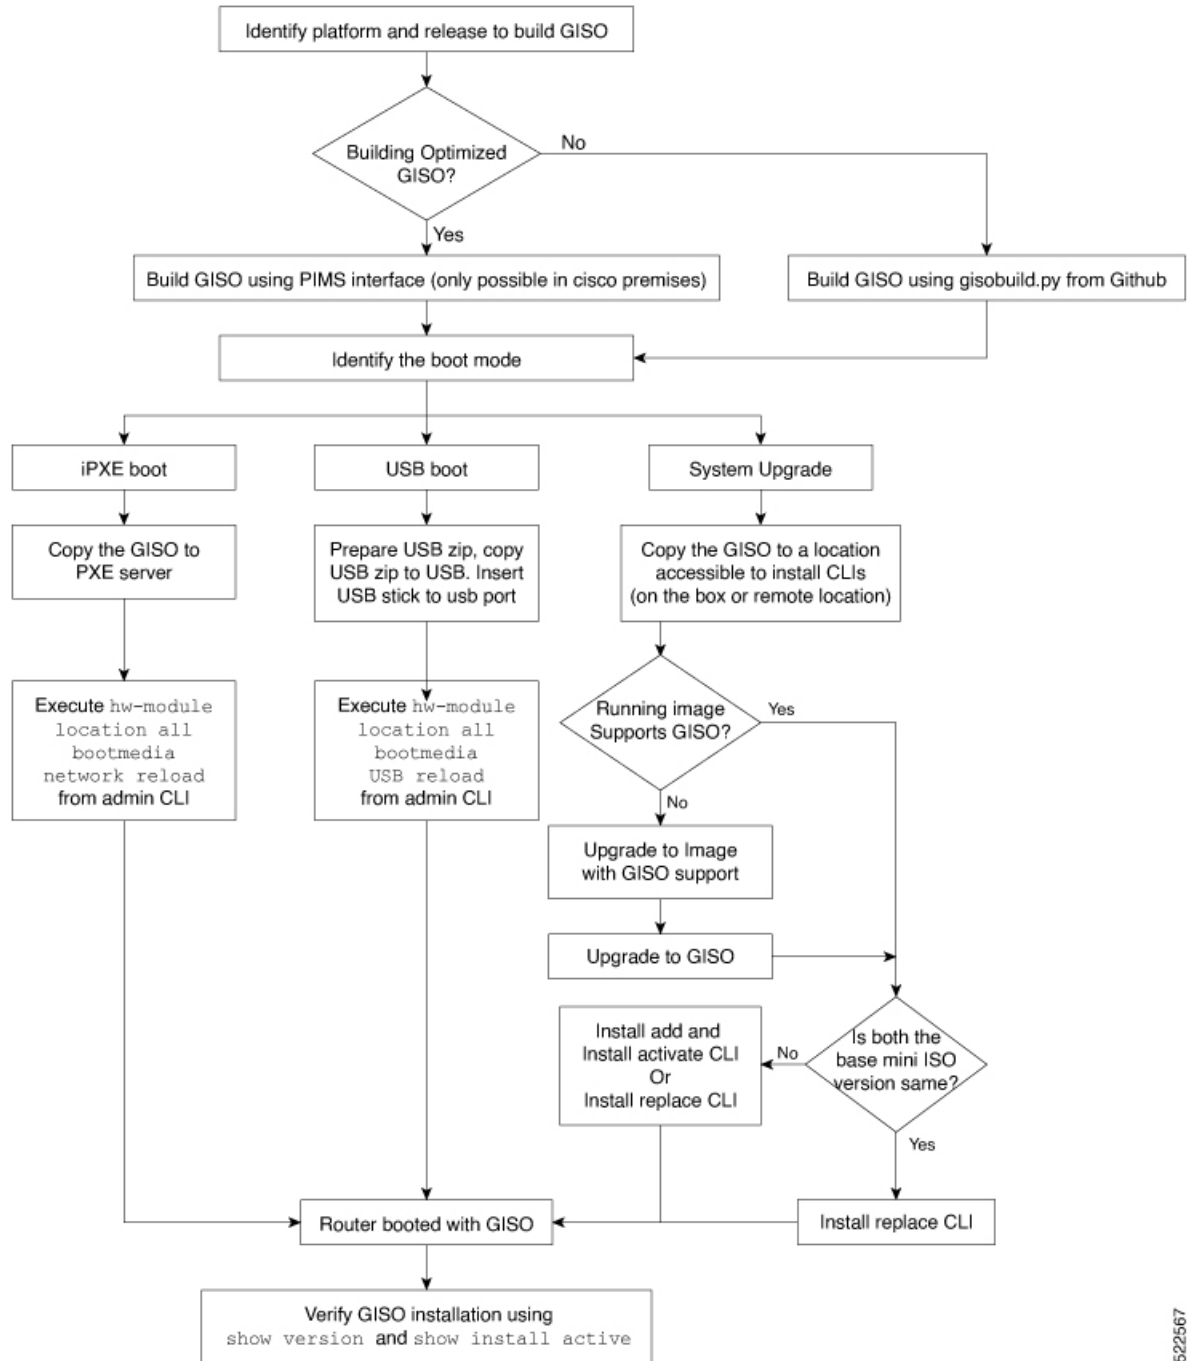 Identify platform and release to build GISO
Building Optimized
GISO?
No
Yes
Build GISO using PIMS interface (only possible in cisco premises)
Build GISO using gisobuild.py from Github
Identify the boot mode
iPXE boot
USB boot
System Upgrade
Copy the GISO to
PXE server
Prepare USB zip, copy
USB zip to USB. Insert
USB stick to usb port
Copy the GISO to a location
accessible to install CLIs
(on the box or remote location)
Execute hw-module
location all
bootmedia
network reload
from admin CLI
Execute hw-module
location all
bootmedia
USB reload
from admin CLI
Running image
Supports GISO?
Yes
No
Upgrade to Image
with GISO support
Upgrade to GISO
Install add and
Install activate CLI
Or
Install replace CLI
No
Is both the
base mini ISO
version same?
Yes
Router booted with GISO
Install replace CLI
Verify GISO installation using
show version and show install active
522567